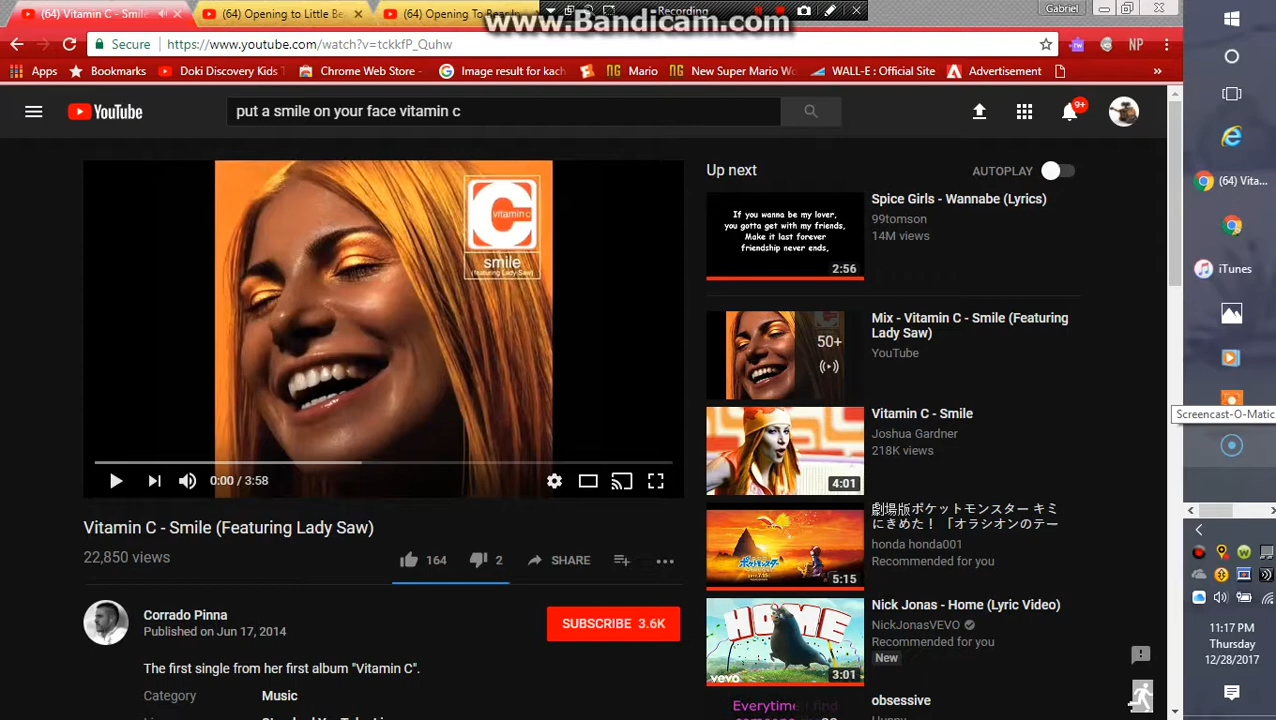 (64) Vitamin C - Smile
(64) Opening to Little Be
(64) Opening To Bear In
www.Bandicam.com
Recording
Gabriel
Secure
https://www.youtube.com/watch?v=tckkfP_Quhw
NP
Apps
Bookmarks
Doki Discovery Kids
Chrome Web Store -
Image result for kach
NG Mario
NG New Super Mario Wo
WALL-E : Official Site
Advertisement
»
YouTube
put a smile on your face vitamin c
9+
C
vitamin c
smile
(featuring Lady Saw)
0:00 / 3:58
Vitamin C - Smile (Featuring Lady Saw)
22,850 views
164
2
SHARE
Corrado Pinna
Published on Jun 17, 2014
SUBSCRIBE 3.6K
The first single from her first album "Vitamin C".
Category
Music
Up next
AUTOPLAY
If you wanna be my lover,
you gotta get with my friends,
Make it last forever
friendship never ends,
2:56
Spice Girls - Wannabe (Lyrics)
99tomson
14M views
50+
Mix - Vitamin C - Smile (Featuring
Lady Saw)
YouTube
4:01
Vitamin C - Smile
Joshua Gardner
218K views
5:15
劇場版ポケットモンスター キミ
にきめた！「オラシオンのテー
honda honda001
Recommended for you
HOME
vevo
3:01
Nick Jonas - Home (Lyric Video)
NickJonasVEVO
Recommended for you
New
Everytime I find
obsessive
(64) Vita...
iTunes
Screencast-O-Matic
11:17 PM
Thursday
12/28/2017